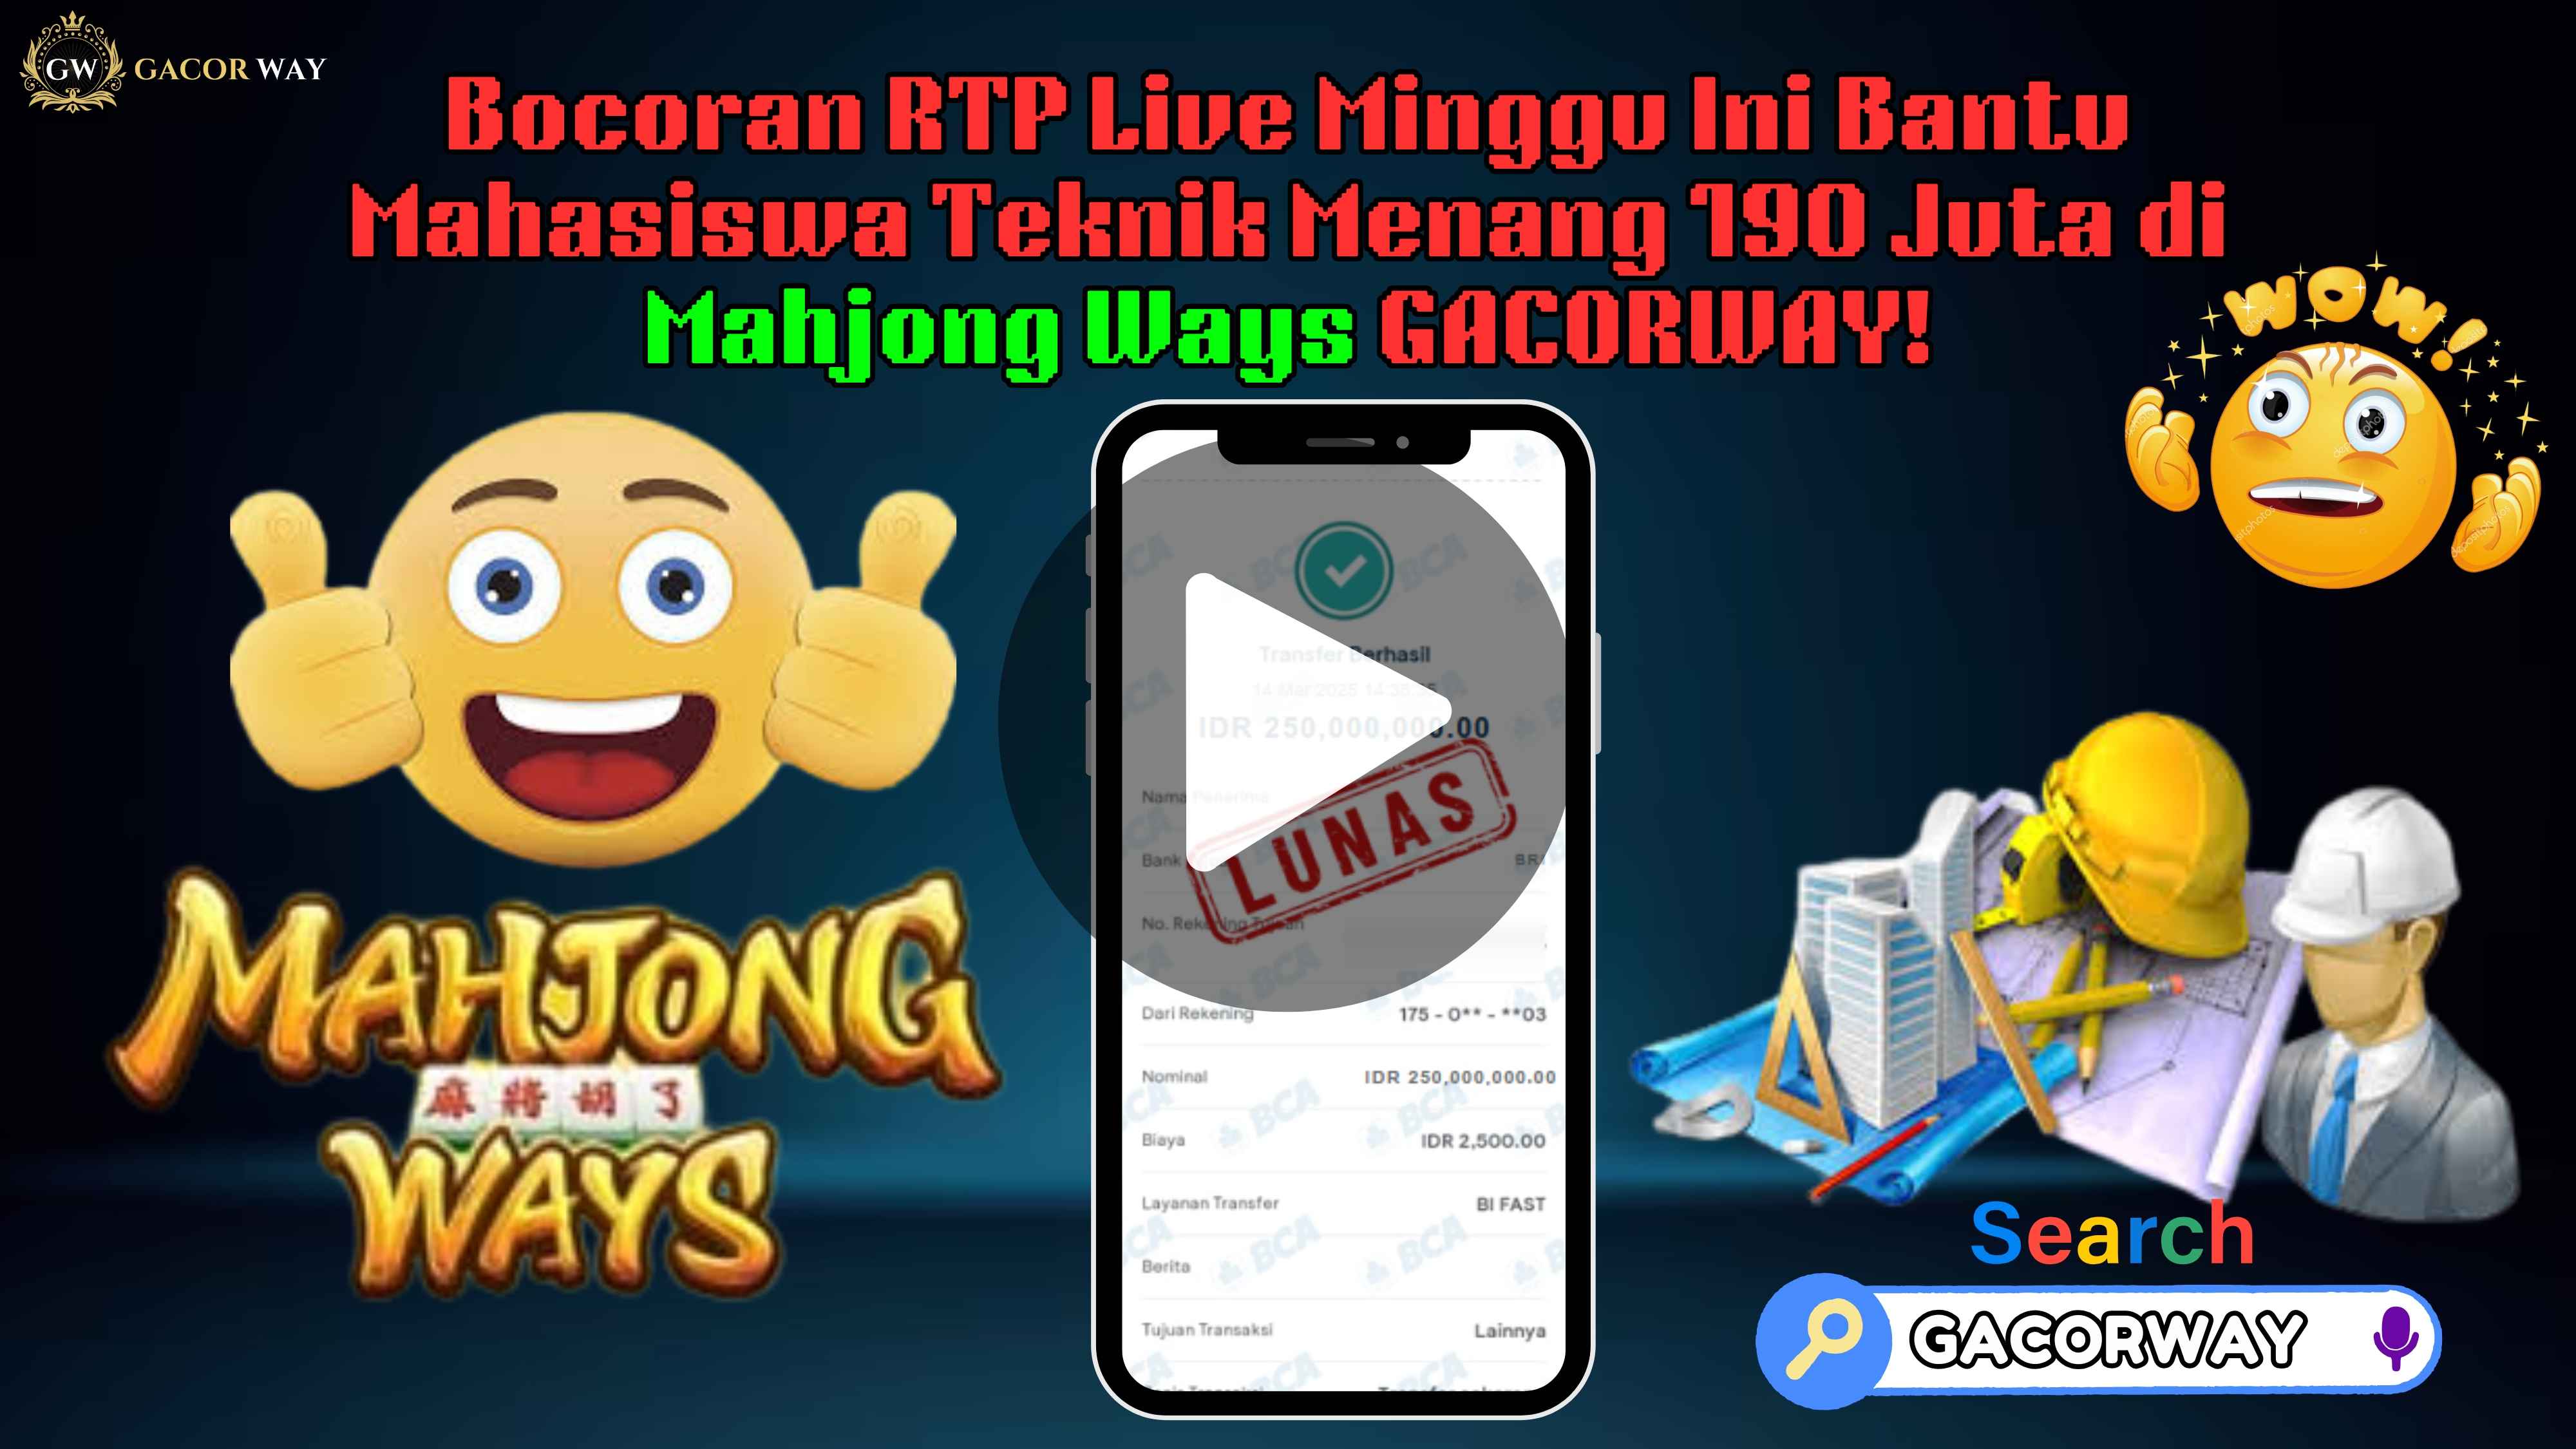 GW GACOR WAY
Bocoran RTP Live Minggu Ini Bantu
Mahasiswa Teknik Menang 190 Juta di
Mahjong Ways GACORWAY!
WOW!
Transfer Berhasil
14 Mar 2025
IDR 250,000,000.00
Nama Penerima
LUNAS
Bank BRI
No. Rekening Tujuan
Dari Rekening 175 - 0** - **03
Nominal IDR 250,000,000.00
Biaya IDR 2,500.00
Layanan Transfer BI FAST
Berita
Tujuan Transaksi Lainnya
BCA
MAHJONG
麻將胡了
WAYS
Search
GACORWAY